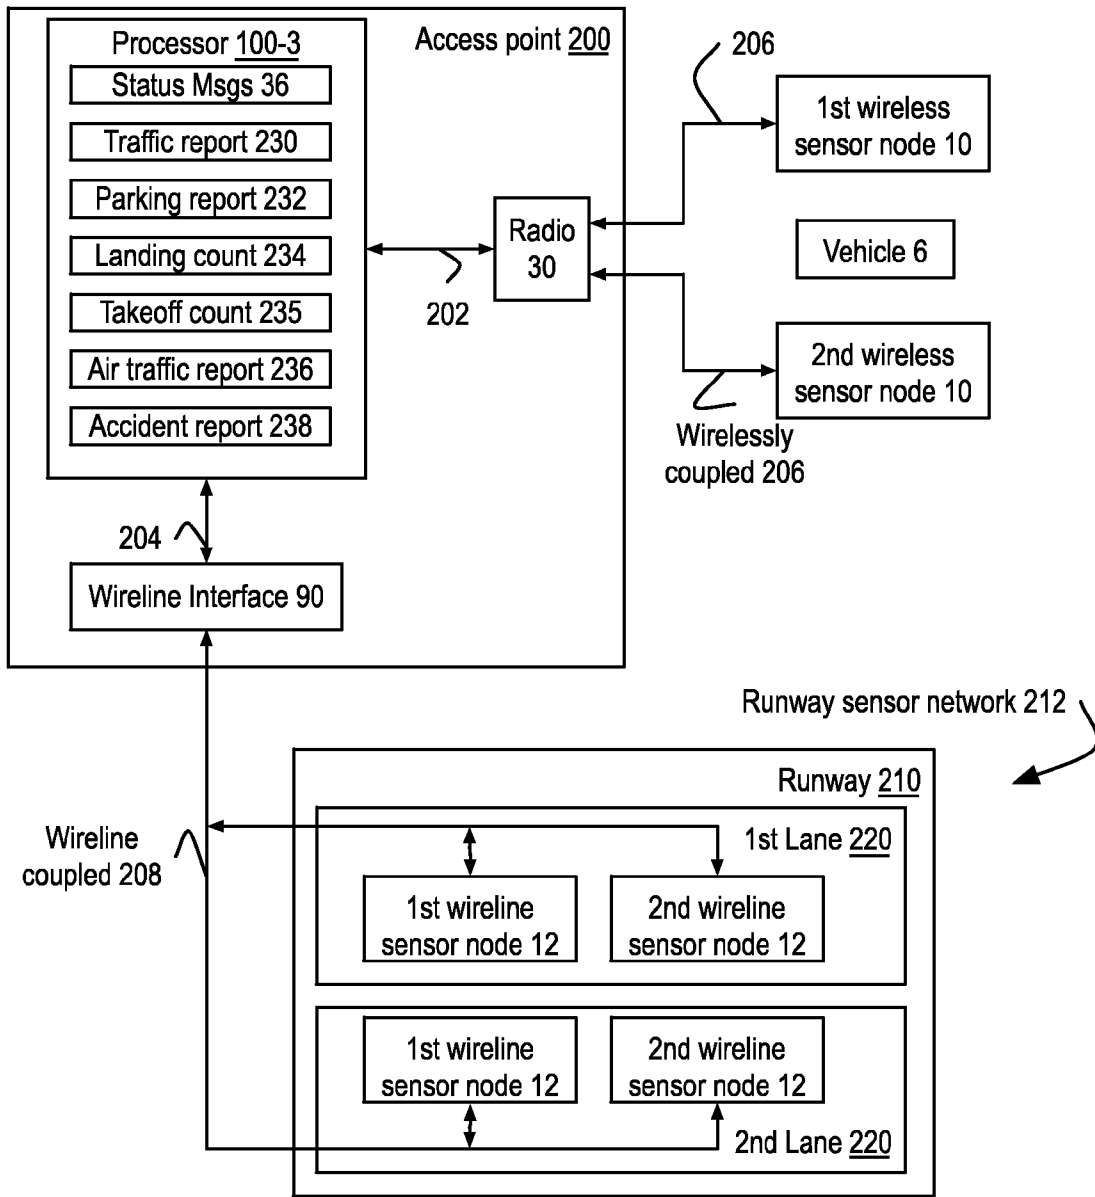 Processor 100-3
Status Msgs 36
Traffic report 230
Parking report 232
Landing count 234
Takeoff count 235
Air traffic report 236
Accident report 238
Access point 200
206
1st wireless
sensor node 10
Radio
30
Vehicle 6
202
2nd wireless
sensor node 10
Wirelessly
coupled 206
204
Wireline Interface 90
Runway sensor network 212
Runway 210
Wireline
coupled 208
1st Lane 220
1st wireline
sensor node 12
2nd wireline
sensor node 12
1st wireline
sensor node 12
2nd wireline
sensor node 12
2nd Lane 220